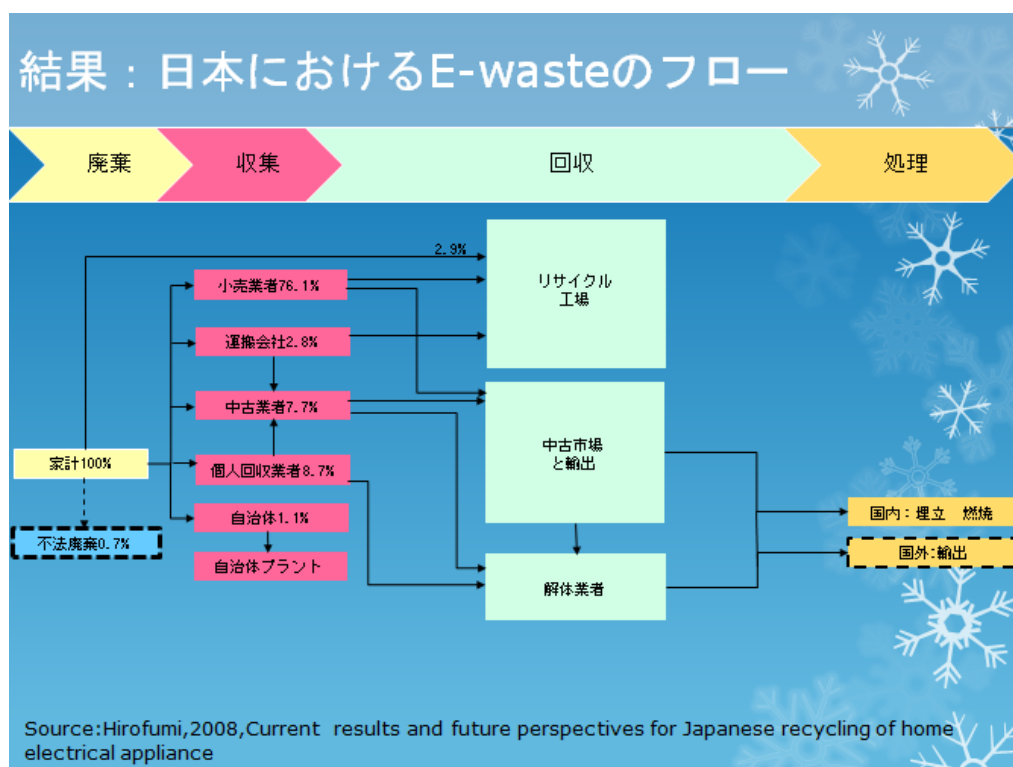 結果：日本におけるE-wasteのフロー
廃棄
収集
回収
処理
2.9%
小売業者76.1%
リサイクル
工場
運搬会社2.8%
中古業者7.7%
中古市場
と輸出
家計100%
個人回収業者8.7%
自治体1.1%
国内：埋立　燃焼
不法廃棄0.7%
国外:輸出
自治体プラント
解体業者
Source:Hirofumi,2008,Current results and future perspectives for Japanese recycling of home
electrical appliance